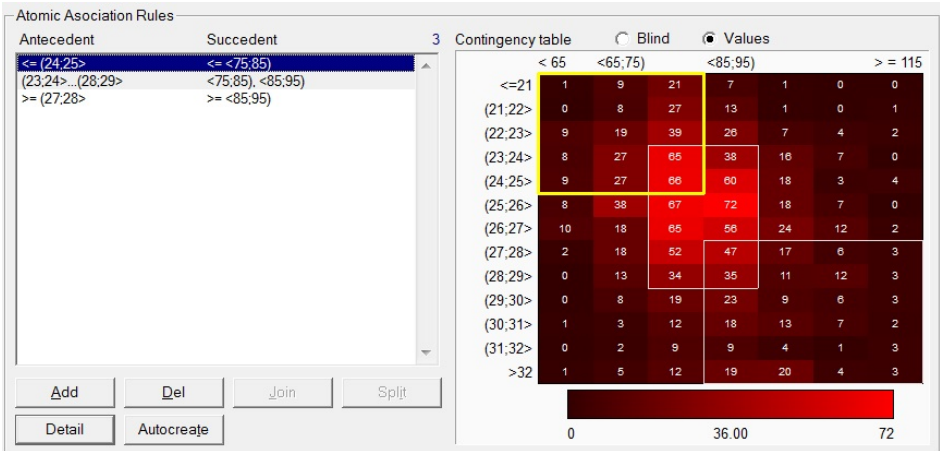 Atomic Asociation Rules
Antecedent Succedent 3
<= (24;25> <= <75;85)
(23;24>...(28;29> <75;85), <85;95)
>= (27;28> >= <85;95)
Add Del Join Split
Detail Autocreate
Contingency table Blind Values
< 65 <65;75) <85;95) > = 115
<=21 1 9 21 7 1 0 0
(21;22> 0 8 27 13 1 0 1
(22;23> 9 19 39 26 7 4 2
(23;24> 8 27 65 38 16 7 0
(24;25> 9 27 66 60 18 3 4
(25;26> 8 38 67 72 18 7 0
(26;27> 10 18 65 56 24 12 2
(27;28> 2 18 52 47 17 6 3
(28;29> 0 13 34 35 11 12 3
(29;30> 0 8 19 23 9 6 3
(30;31> 1 3 12 18 13 7 2
(31;32> 0 2 9 9 4 1 3
>32 1 5 12 19 20 4 3
0 36.00 72